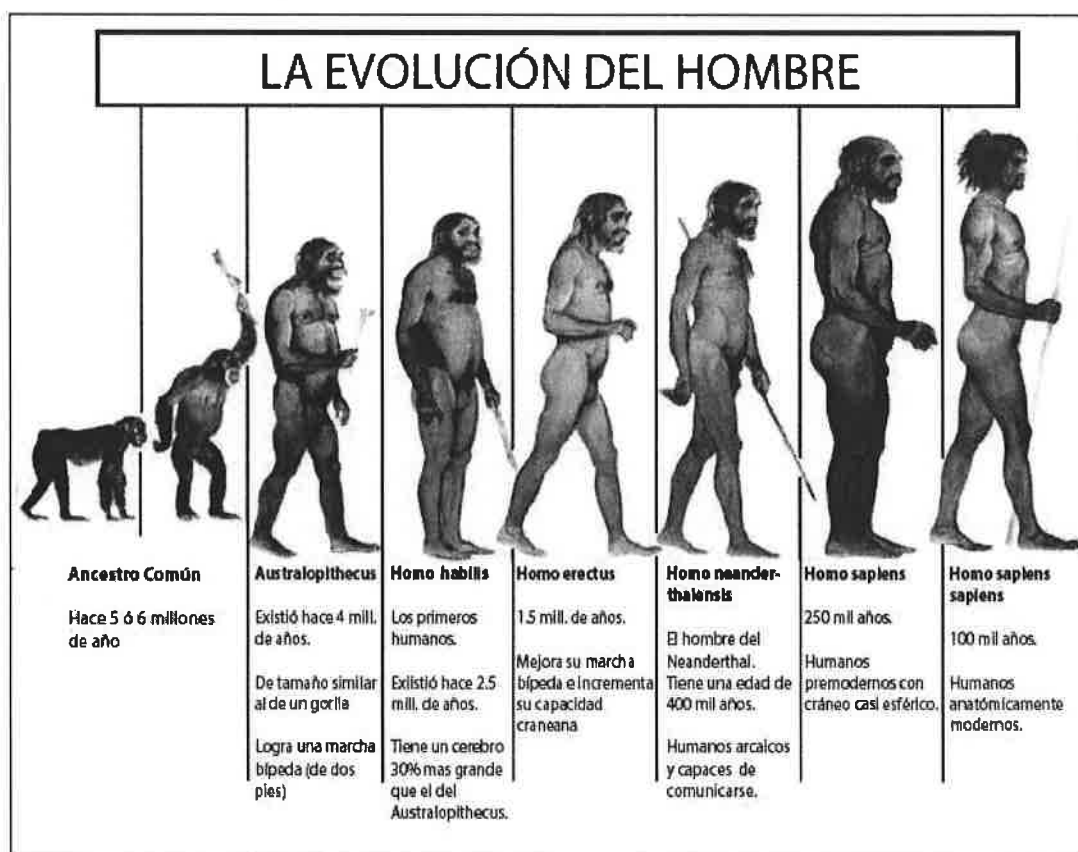 LA EVOLUCIÓN DEL HOMBRE
Ancestro Común
Hace 5 ó 6 millones
de año
Australopithecus
Existió hace 4 mill.
de años.
De tamaño similar
al de un gorila
Logra una marcha
bípeda (de dos
pies)
Homo habilis
Los primeros
humanos.
Exilistió hace 2.5
mill. de años.
Tiene un cerebro
30% mas grande
que el del
Australopithecus.
Homo erectus
1.5 mill. de años.
Mejora su marcha
bípeda e incrementa
su capacidad
craneana
Homo neander-
thalensis
El hombre del
Neanderthal.
Tiene una edad de
400 mil años.
Humanos arcaicos
y capaces de
comunicarse.
Homo sapiens
250 mil años.
Humanos
premodernos con
cráneo casi esférico.
Homo sapiens
sapiens
100 mil años.
Humanos
anatómicamente
modernos.